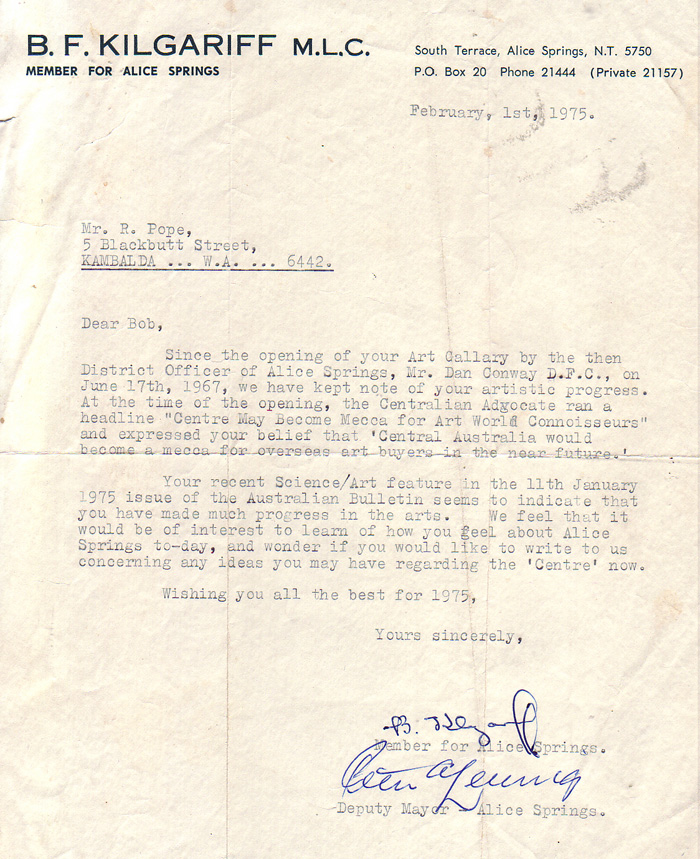 B. F. KILGARIFF M.L.C.
MEMBER FOR ALICE SPRINGS
South Terrace, Alice Springs, N.T. 5750
P.O. Box 20 Phone 21444 (Private 21157)
February, 1st, 1975.
Mr. R. Pope,
5 Blackbutt Street,
KAMBALDA ... W.A. ... 6442.
Dear Bob,
Since the opening of your Art Gallary by the then
District Officer of Alice Springs, Mr. Dan Conway D.F.C., on
June 17th, 1967, we have kept note of your artistic progress.
At the time of the opening, the Centralian Advocate ran a
headline "Centre May Become Mecca for Art World Connoisseurs"
and expressed your belief that 'Central Australia would
become a mecca for overseas art buyers in the near future.'
Your recent Science/Art feature in the 11th January
1975 issue of the Australian Bulletin seems to indicate that
you have made much progress in the arts. We feel that it
would be of interest to learn of how you feel about Alice
Springs to-day, and wonder if you would like to write to us
concerning any ideas you may have regarding the 'Centre' now.
Wishing you all the best for 1975,
Yours sincerely,
B.
Member for Alice Springs.
Deputy Mayor - Alice Springs.